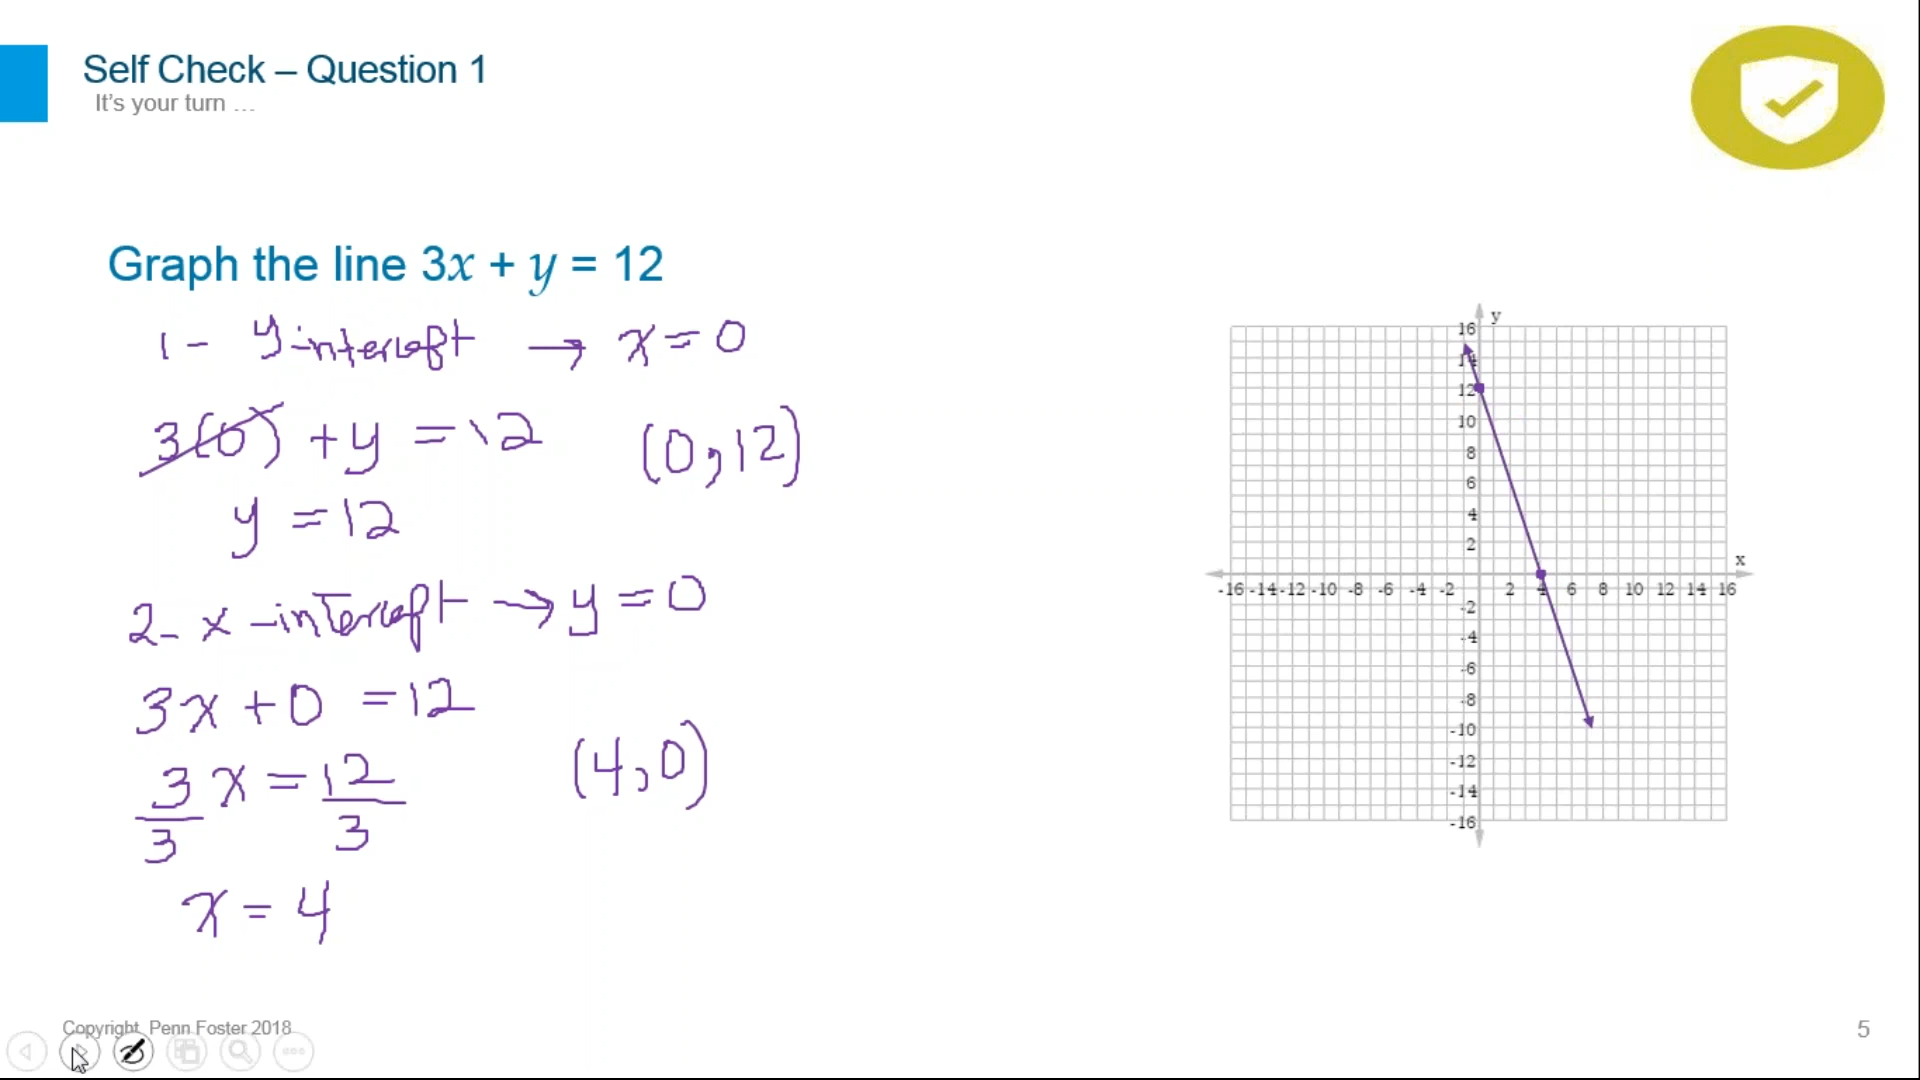 Self Check – Question 1
It's your turn ...
Graph the line 3x + y = 12
1 - y-intercept → x = 0
3(0) + y = 12 (0,12)
y = 12
2 - x-intercept → y = 0
3x + 0 = 12
3x = 12 (4,0)
3 3
x = 4
y
16
14
12
10
8
6
4
2
x
-16 -14 -12 -10 -8 -6 -4 -2 2 4 6 8 10 12 14 16
-2
-4
-6
-8
-10
-12
-14
-16
Copyright Penn Foster 2018
5